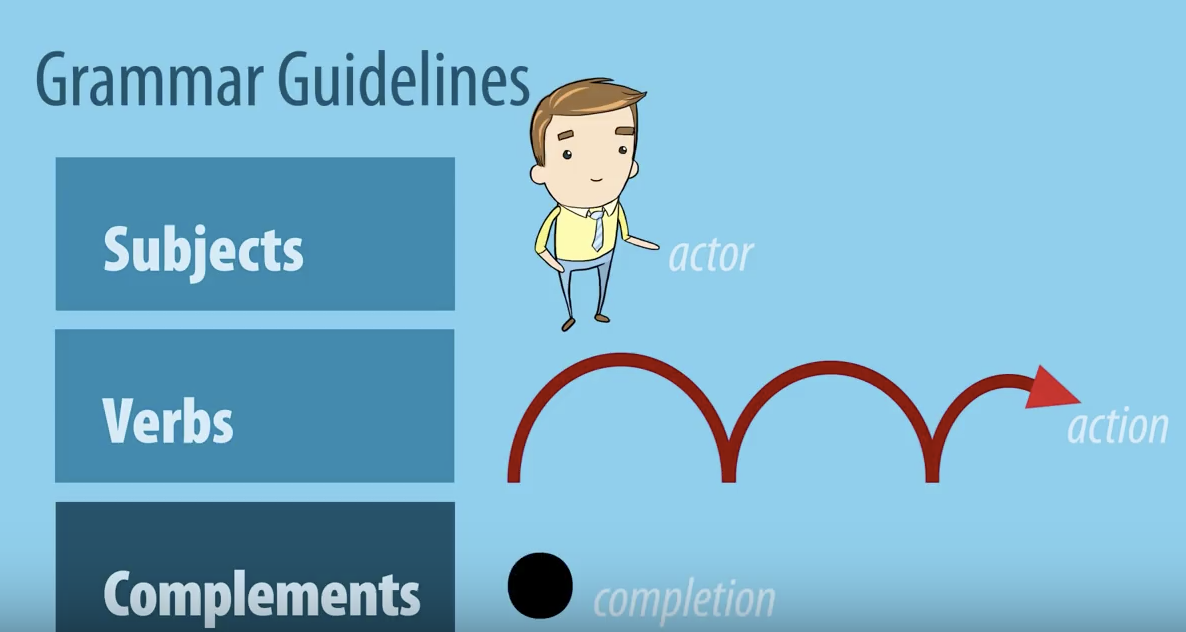 Grammar Guidelines
Subjects
actor
Verbs
action
Complements
completion